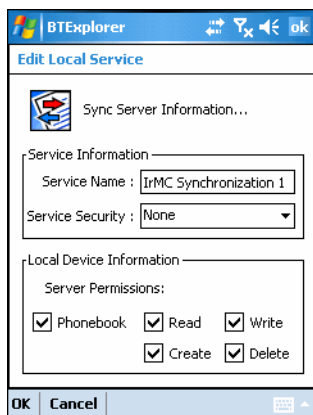 BTExplorer ok
Edit Local Service
Sync Server Information...
Service Information
Service Name : IrMC Synchronization 1
Service Security : None
Local Device Information
Server Permissions:
Phonebook Read Write
Create Delete
OK Cancel